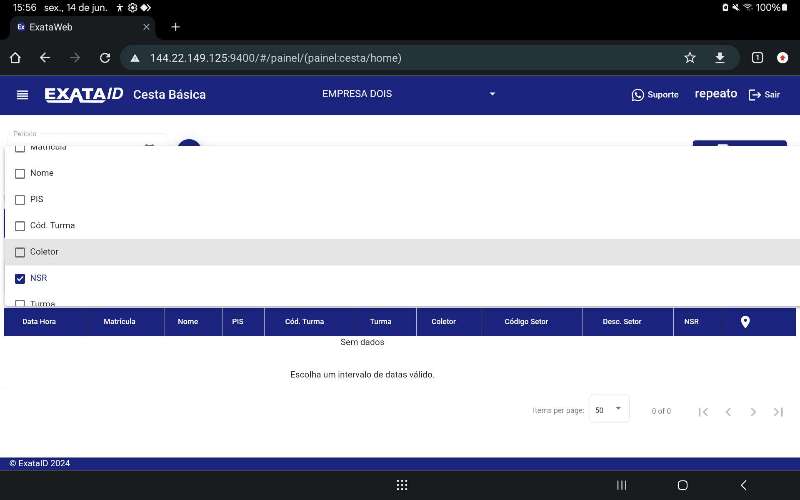 15:56 sex., 14 de jun. 100%
ExataWeb
144.22.149.125:9400/#/painel/(painel:cesta/home)
1
EXATAID Cesta Básica EMPRESA DOIS Suporte repeato Sair
Período
Matrícula
Nome
PIS
Cód. Turma
Coletor
NSR
Turma
Data Hora Matrícula Nome PIS Cód. Turma Turma Coletor Código Setor Desc. Setor NSR
Sem dados
Escolha um intervalo de datas válido.
Items per page: 50 0 of 0
© ExataID 2024